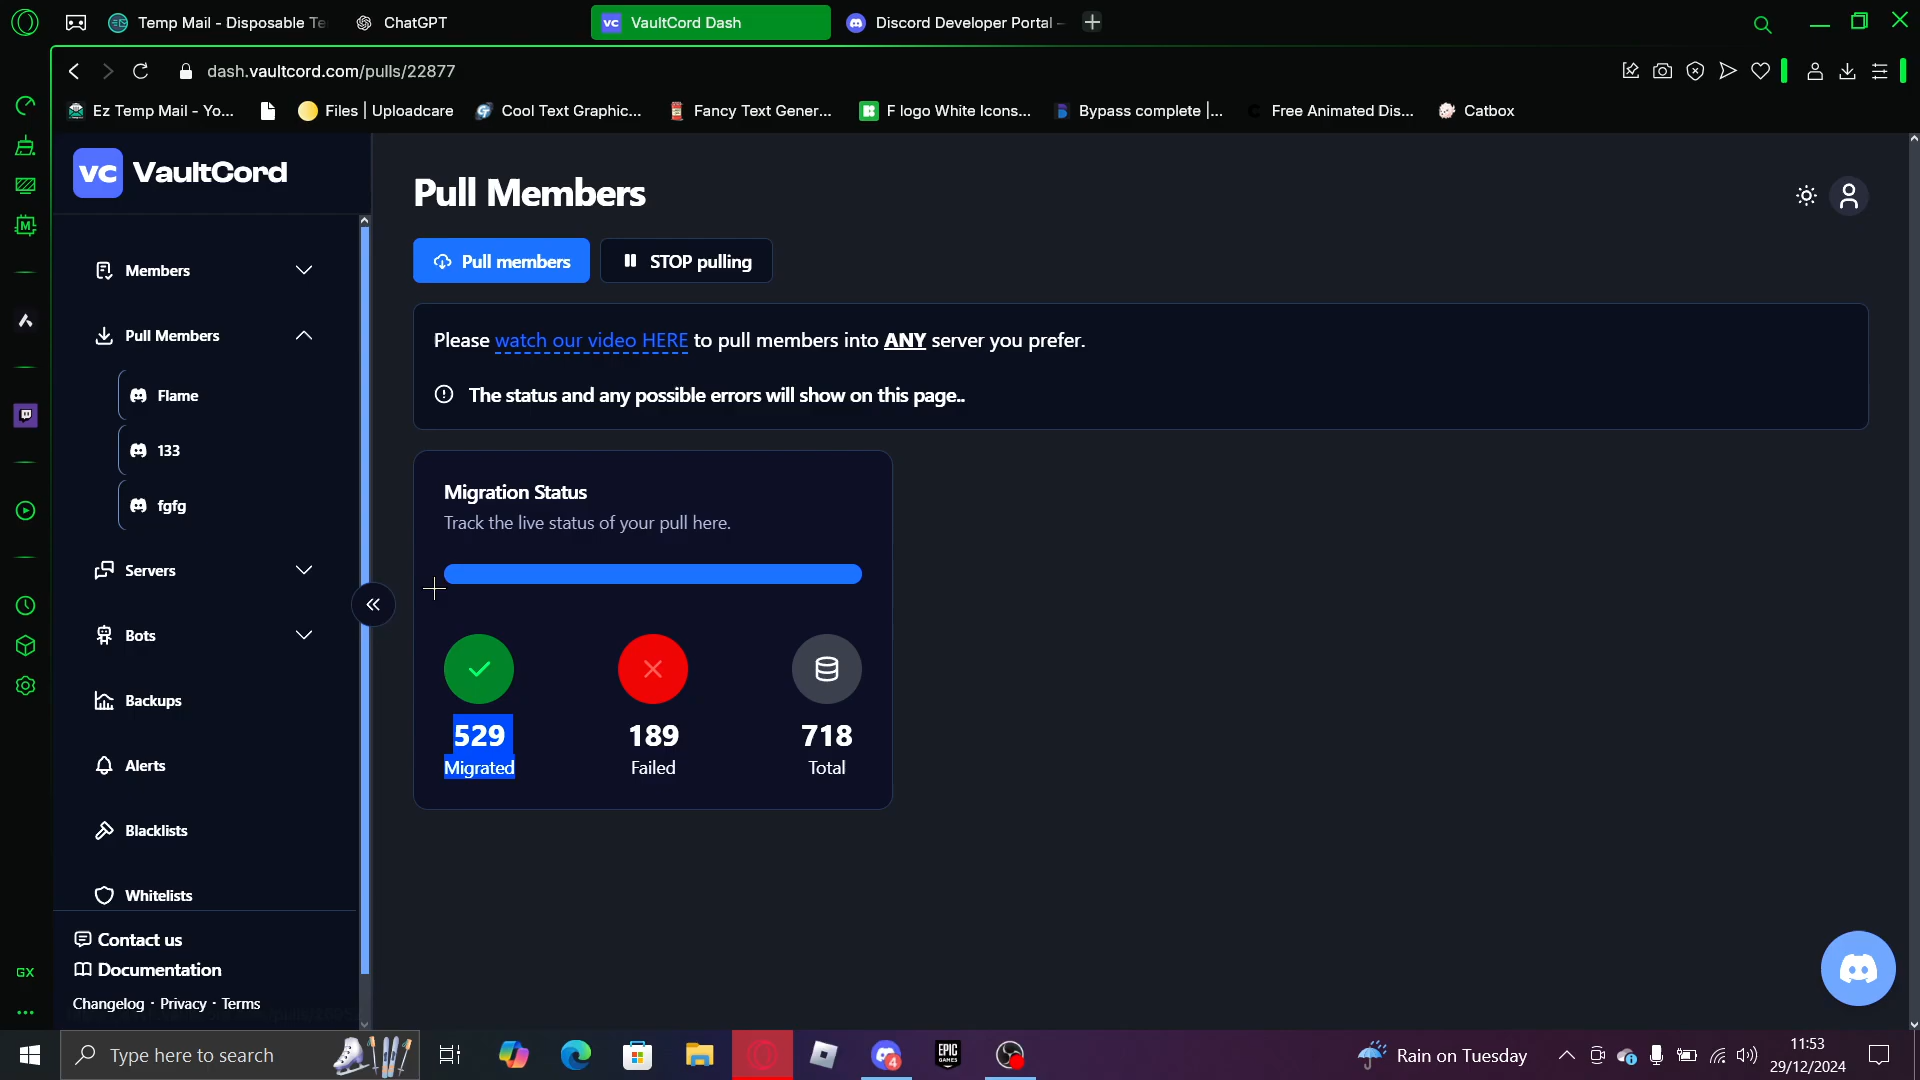 Temp Mail - Disposable Te
ChatGPT
VaultCord Dash
Discord Developer Portal –
dash.vaultcord.com/pulls/22877
Ez Temp Mail - Yo...
Files | Uploadcare
Cool Text Graphic...
Fancy Text Gener...
F logo White Icons...
Bypass complete |...
Free Animated Dis...
Catbox
VC VaultCord
Members
Pull Members
Flame
133
fgfg
Servers
Bots
Backups
Alerts
Blacklists
Whitelists
Contact us
Documentation
Changelog · Privacy · Terms
Pull Members
Pull members
STOP pulling
Please watch our video HERE to pull members into ANY server you prefer.
The status and any possible errors will show on this page..
Migration Status
Track the live status of your pull here.
529
Migrated
189
Failed
718
Total
GX
Type here to search
EPIC GAMES
4
Rain on Tuesday
11:53
29/12/2024